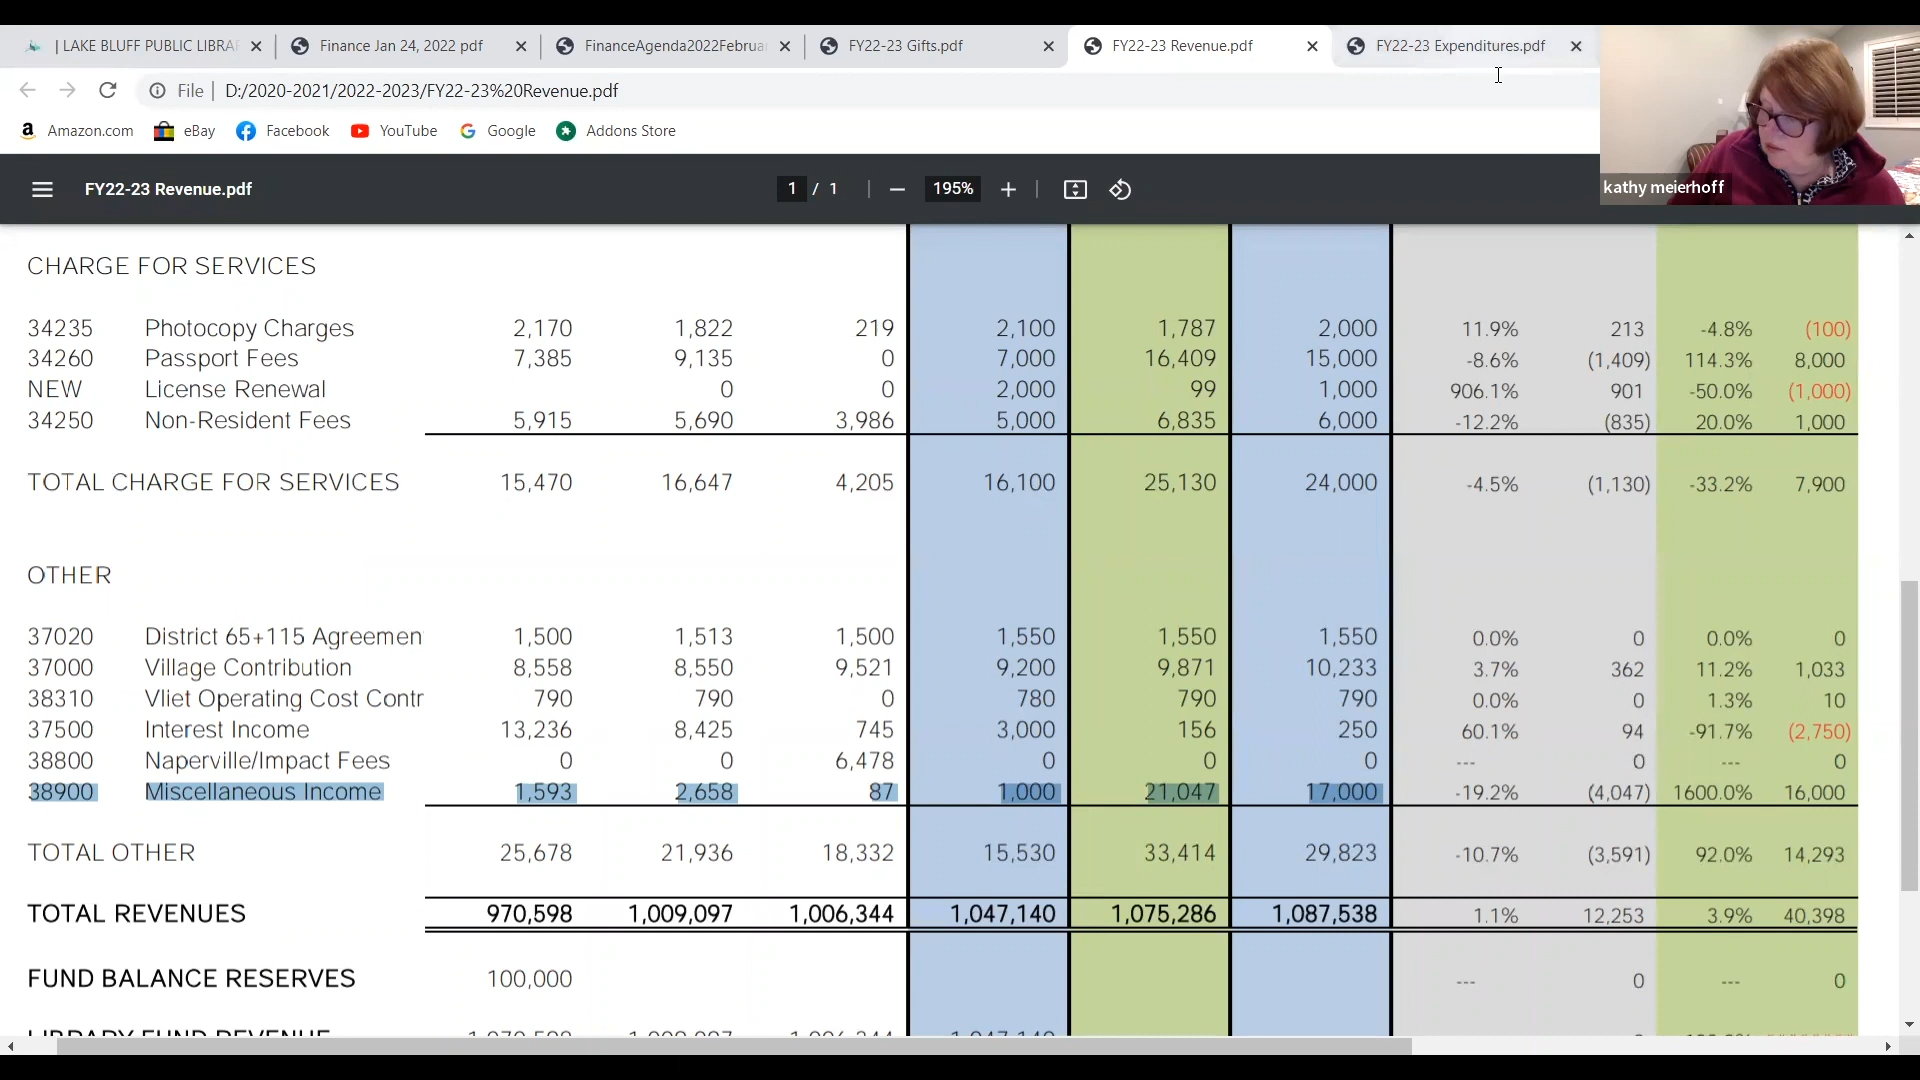 | LAKE BLUFF PUBLIC LIBRA
Finance Jan 24, 2022 pdf
FinanceAgenda2022Februa
FY22-23 Gifts.pdf
FY22-23 Revenue.pdf
FY22-23 Expenditures.pdf
File | D:/2020-2021/2022-2023/FY22-23%20Revenue.pdf
Amazon.com eBay Facebook YouTube Google Addons Store
kathy meierhoff
FY22-23 Revenue.pdf 1 / 1 195%
CHARGE FOR SERVICES
34235 Photocopy Charges 2,170 1,822 219 2,100 1,787 2,000 11.9% 213 -4.8% (100)
34260 Passport Fees 7,385 9,135 0 7,000 16,409 15,000 -8.6% (1,409) 114.3% 8,000
NEW License Renewal 0 0 2,000 99 1,000 906.1% 901 -50.0% (1,000)
34250 Non-Resident Fees 5,915 5,690 3,986 5,000 6,835 6,000 -12.2% (835) 20.0% 1,000
TOTAL CHARGE FOR SERVICES 15,470 16,647 4,205 16,100 25,130 24,000 -4.5% (1,130) -33.2% 7,900
OTHER
37020 District 65+115 Agreemen 1,500 1,513 1,500 1,550 1,550 1,550 0.0% 0 0.0% 0
37000 Village Contribution 8,558 8,550 9,521 9,200 9,871 10,233 3.7% 362 11.2% 1,033
38310 Vliet Operating Cost Contr 790 790 0 780 790 790 0.0% 0 1.3% 10
37500 Interest Income 13,236 8,425 745 3,000 156 250 60.1% 94 -91.7% (2,750)
38800 Naperville/Impact Fees 0 0 6,478 0 0 0 --- 0 --- 0
38900 Miscellaneous Income 1,593 2,658 87 1,000 21,047 17,000 -19.2% (4,047) 1600.0% 16,000
TOTAL OTHER 25,678 21,936 18,332 15,530 33,414 29,823 -10.7% (3,591) 92.0% 14,293
TOTAL REVENUES 970,598 1,009,097 1,006,344 1,047,140 1,075,286 1,087,538 1.1% 12,253 3.9% 40,398
FUND BALANCE RESERVES 100,000 --- 0 --- 0
LIBRARY FUND REVENUE 1,070,598 1,009,097 1,006,344 1,047,140